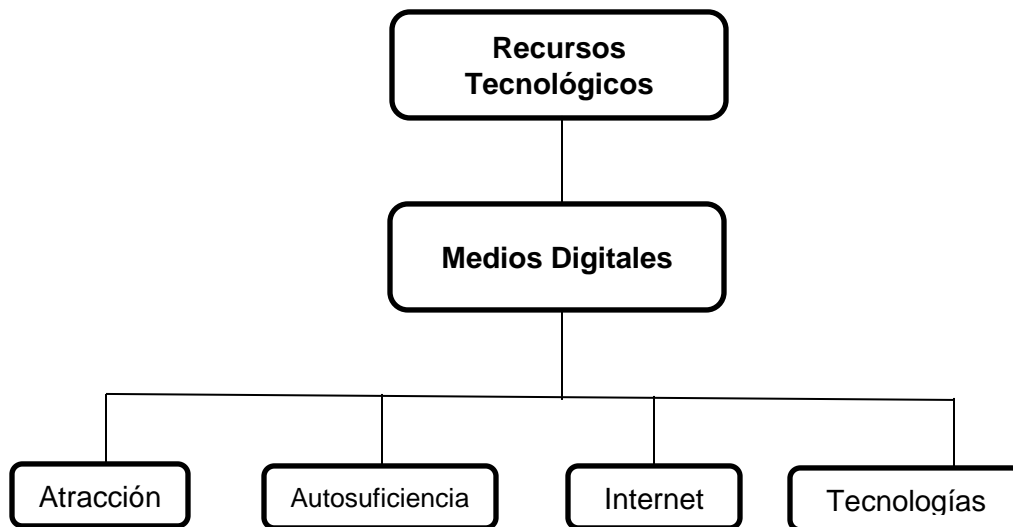 Recursos
Tecnológicos
Medios Digitales
Atracción
Autosuficiencia
Internet
Tecnologías